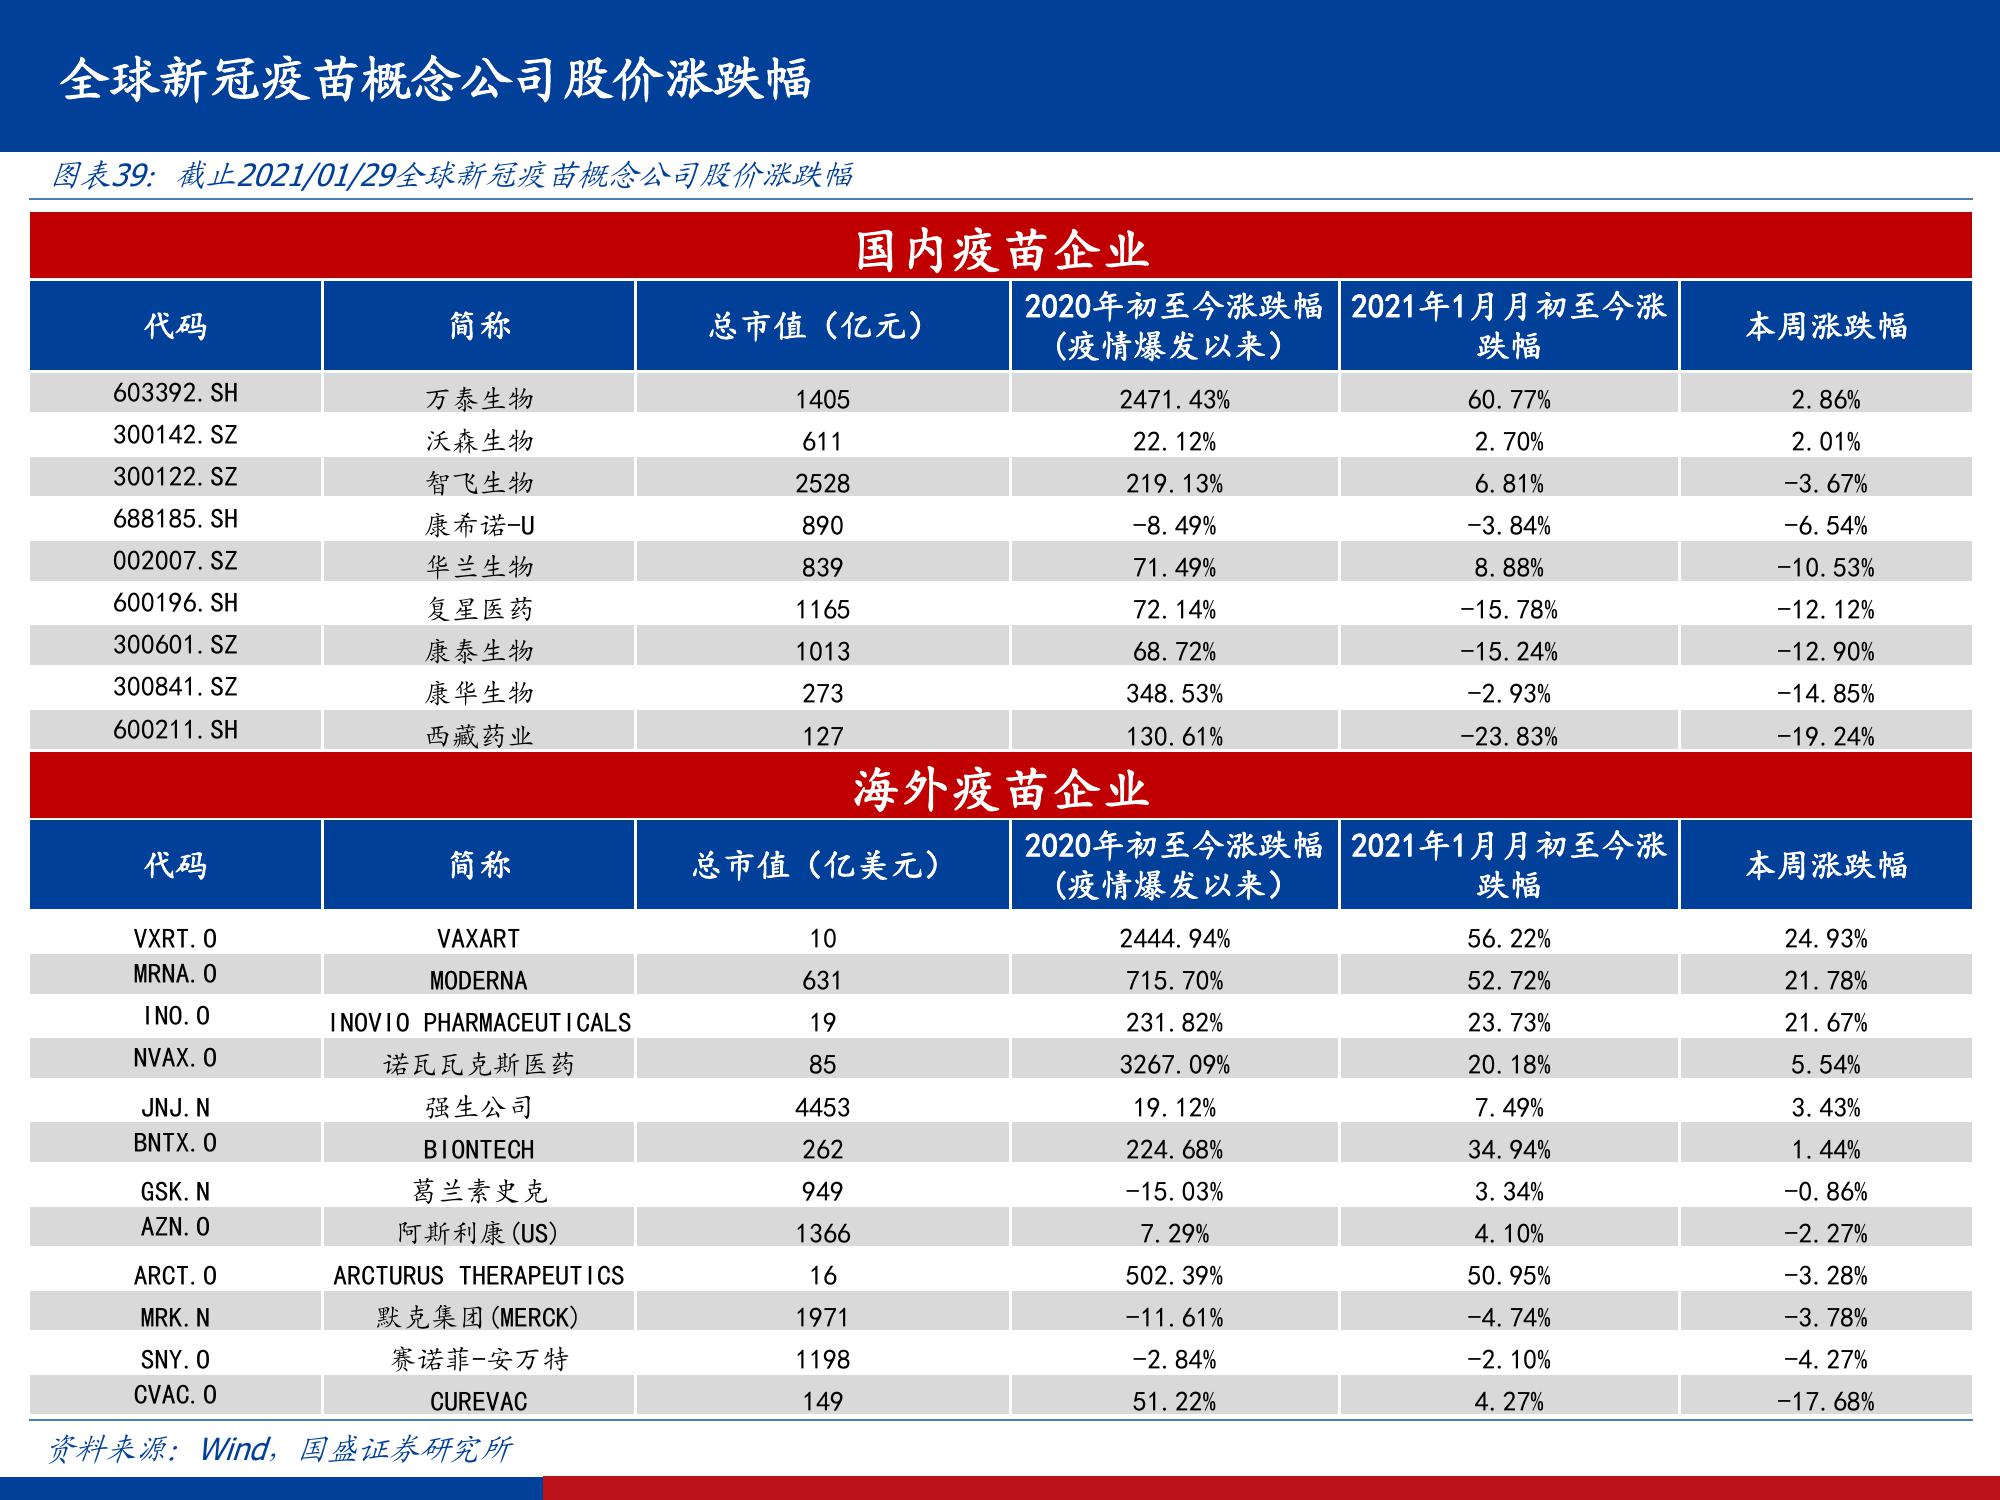 全球新冠疫苗概念公司股价涨跌幅
图表39: 截止2021/01/29全球新冠疫苗概念公司股价涨跌幅
国内疫苗企业
代码 简称 总市值（亿元） 2020年初至今涨跌幅(疫情爆发以来） 2021年1月月初至今涨跌幅 本周涨跌幅
603392.SH 万泰生物 1405 2471.43% 60.77% 2.86%
300142.SZ 沃森生物 611 22.12% 2.70% 2.01%
300122.SZ 智飞生物 2528 219.13% 6.81% -3.67%
688185.SH 康希诺-U 890 -8.49% -3.84% -6.54%
002007.SZ 华兰生物 839 71.49% 8.88% -10.53%
600196.SH 复星医药 1165 72.14% -15.78% -12.12%
300601.SZ 康泰生物 1013 68.72% -15.24% -12.90%
300841.SZ 康华生物 273 348.53% -2.93% -14.85%
600211.SH 西藏药业 127 130.61% -23.83% -19.24%
海外疫苗企业
代码 简称 总市值（亿美元） 2020年初至今涨跌幅(疫情爆发以来） 2021年1月月初至今涨跌幅 本周涨跌幅
VXRT.O VAXART 10 2444.94% 56.22% 24.93%
MRNA.O MODERNA 631 715.70% 52.72% 21.78%
INO.O INOVIO PHARMACEUTICALS 19 231.82% 23.73% 21.67%
NVAX.O 诺瓦瓦克斯医药 85 3267.09% 20.18% 5.54%
JNJ.N 强生公司 4453 19.12% 7.49% 3.43%
BNTX.O BIONTECH 262 224.68% 34.94% 1.44%
GSK.N 葛兰素史克 949 -15.03% 3.34% -0.86%
AZN.O 阿斯利康(US) 1366 7.29% 4.10% -2.27%
ARCT.O ARCTURUS THERAPEUTICS 16 502.39% 50.95% -3.28%
MRK.N 默克集团(MERCK) 1971 -11.61% -4.74% -3.78%
SNY.O 赛诺菲-安万特 1198 -2.84% -2.10% -4.27%
CVAC.O CUREVAC 149 51.22% 4.27% -17.68%
资料来源: Wind, 国盛证券研究所